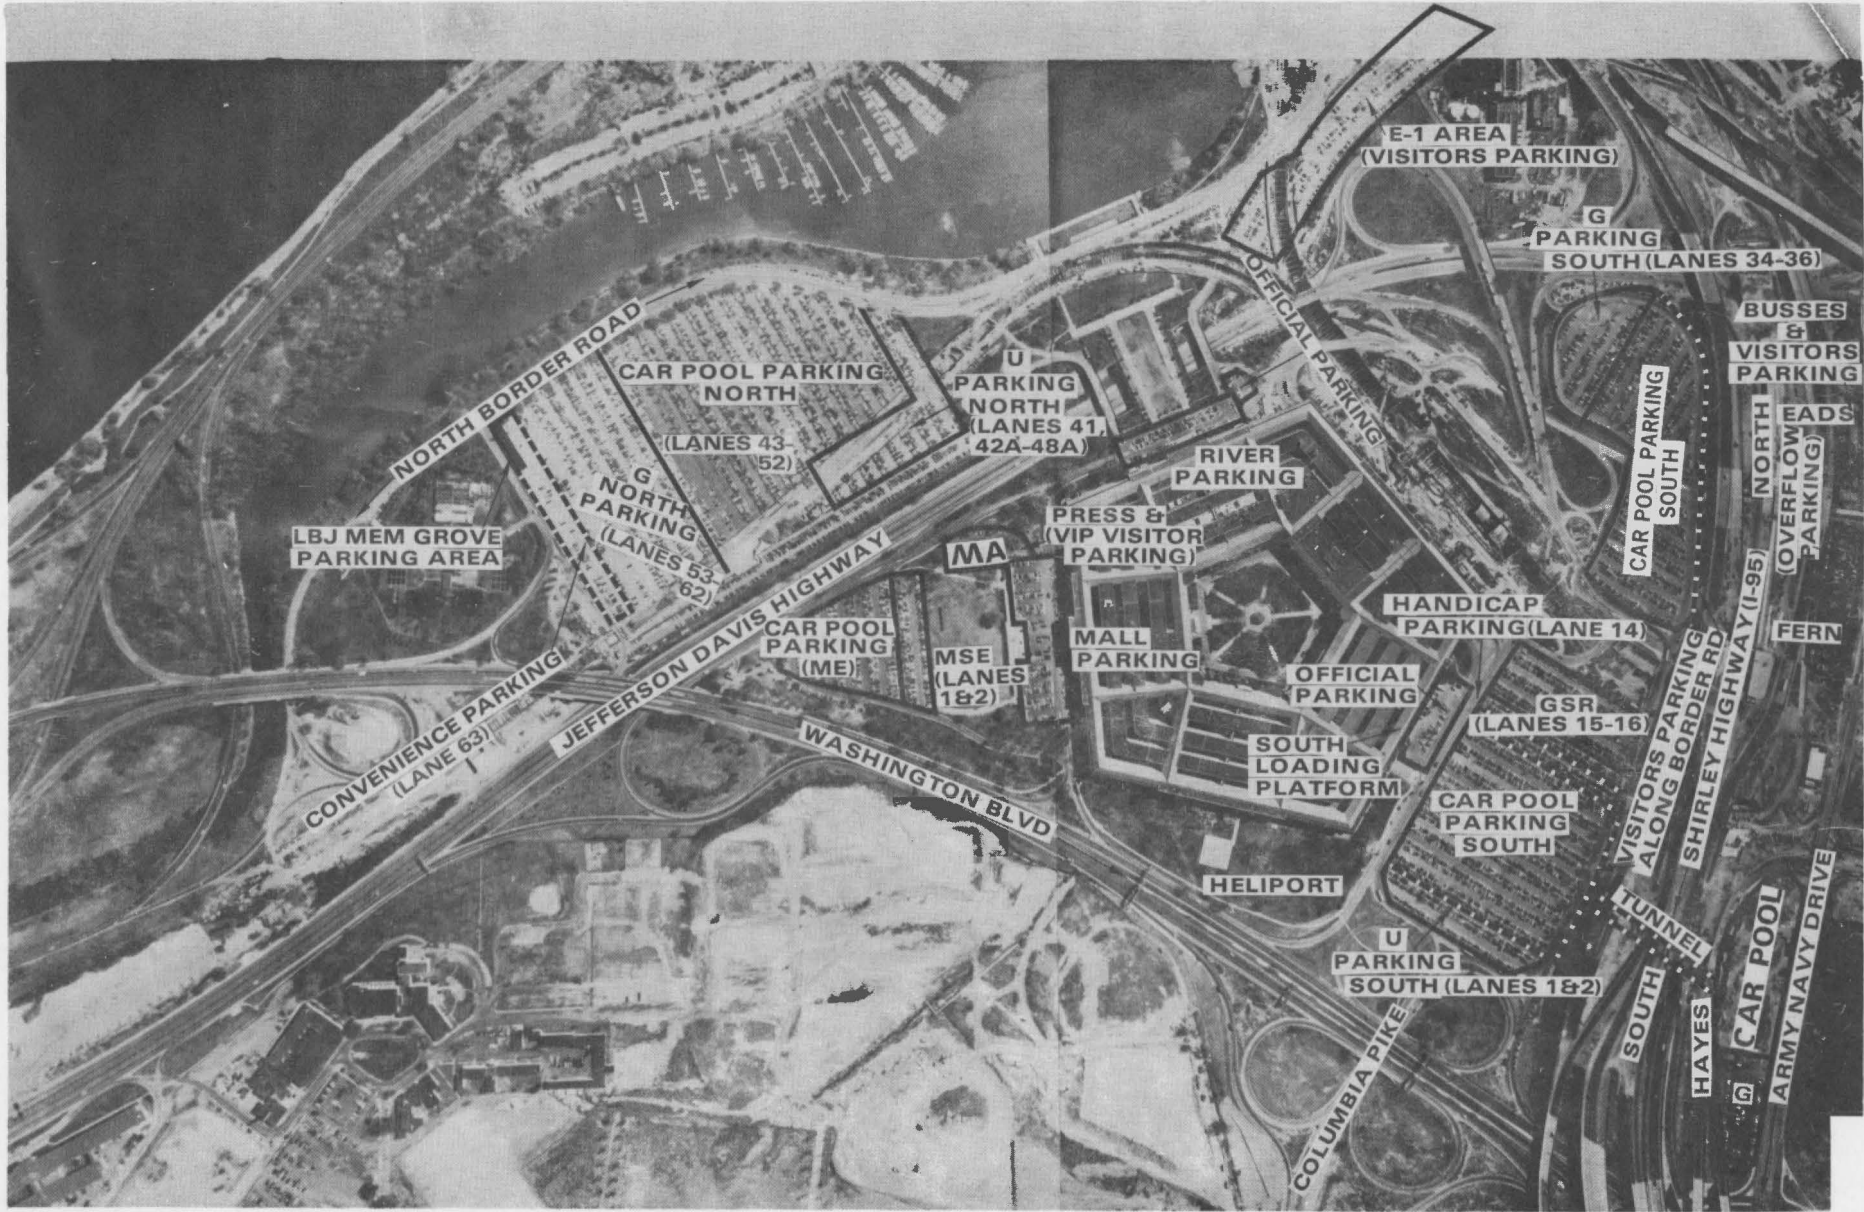 E-1 AREA
(VISITORS PARKING)
G
PARKING
SOUTH (LANES 34-36)
OFFICIAL PARKING
BUSSES
&
VISITORS
PARKING
NORTH BORDER ROAD
CAR POOL PARKING
NORTH
(LANES 43-
52)
U
PARKING
NORTH
(LANES 41,
42A-48A)
CAR POOL PARKING
SOUTH
NORTH
EADS
(OVERFLOW
PARKING)
G
NORTH
PARKING
(LANES 53-
62)
RIVER
PARKING
LBJ MEM GROVE
PARKING AREA
PRESS &
(VIP VISITOR
PARKING)
MA
JEFFERSON DAVIS HIGHWAY
HANDICAP
PARKING (LANE 14)
FERN
CAR POOL
PARKING
(ME)
MSE
(LANES
1&2)
MALL
PARKING
OFFICIAL
PARKING
GSR
(LANES 15-16)
CONVENIENCE PARKING
(LANE 63)
WASHINGTON BLVD
SOUTH
LOADING
PLATFORM
CAR POOL
PARKING
SOUTH
VISITORS PARKING
ALONG BORDER RD
SHIRLEY HIGHWAY (I-95)
HELIPORT
TUNNEL
U
PARKING
SOUTH (LANES 1&2)
COLUMBIA PIKE
SOUTH
HAYES
CAR POOL
G
ARMY NAVY DRIVE